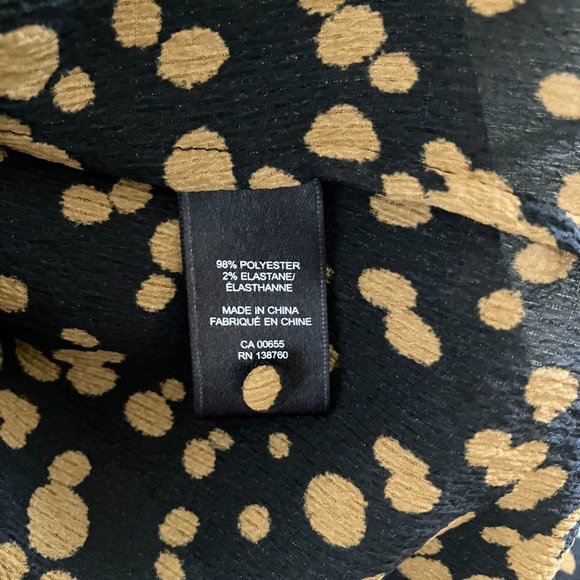 98% POLYESTER
2% ELASTANE/
ÉLASTHANNE
MADE IN CHINA
FABRIQUÉ EN CHINE
CA 00655
RN 138760